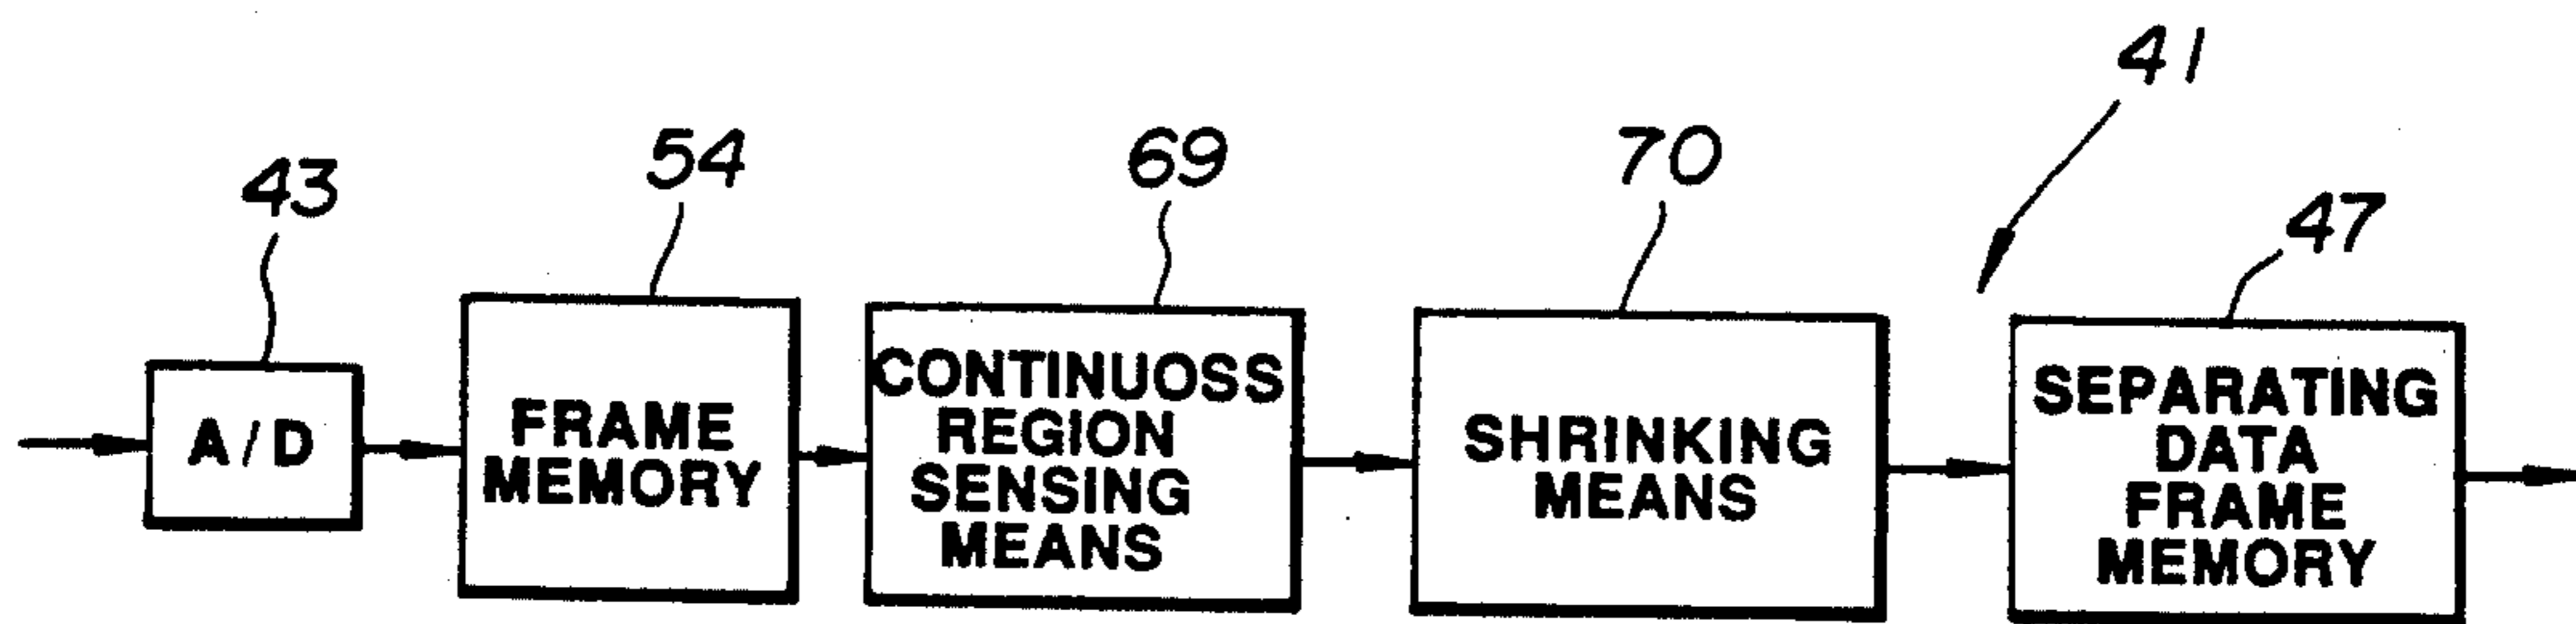 41
43
54
69
70
47
A/D
FRAME
MEMORY
CONTINUOSS
REGION
SENSING
MEANS
SHRINKING
MEANS
SEPARATING
DATA
FRAME
MEMORY